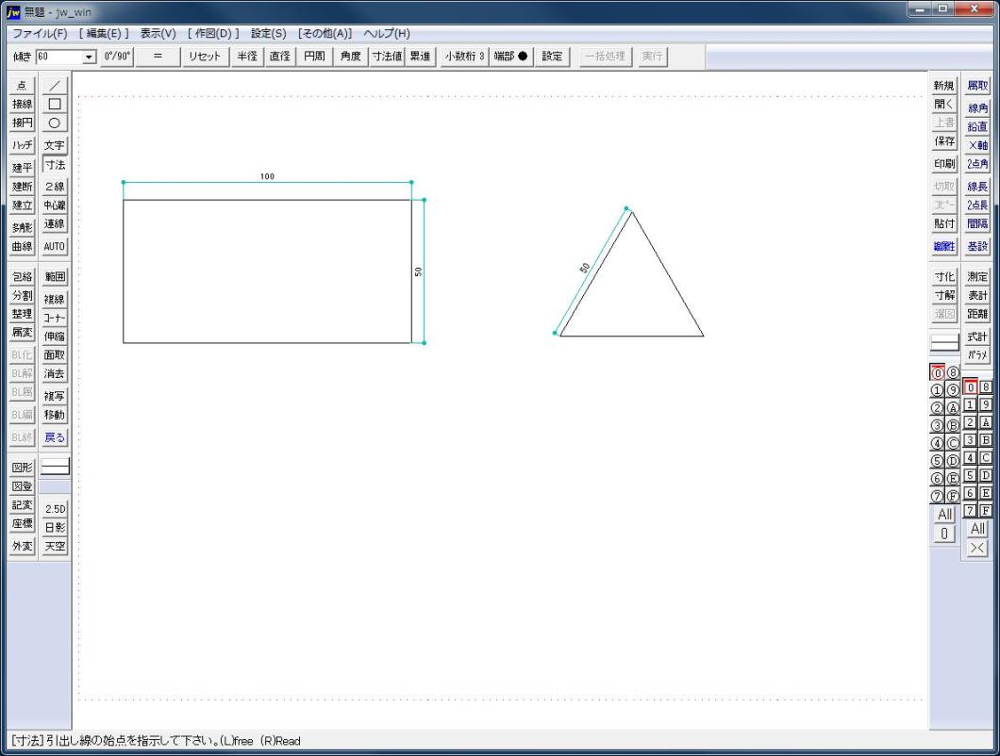 無題 - jw_win
ファイル(F) [ 編集(E) ] 表示(V) [ 作図(D) ] 設定(S) [その他(A)] ヘルプ(H)
傾き 60 0°/90° = リセット 半径 直径 円周 角度 寸法値 累進 小数桁 3 端部 ● 設定 一括処理 実行
点 ／
接線 □
接円 ○
ハッチ 文字
建平 寸法
建断 2線
建立 中心線
多角形 連線
曲線 AUTO
包絡 範囲
分割 複線
整理 コーナー
属変 伸縮
BL化 面取
BL解 消去
BL属 複写
BL編 移動
BL終 戻る
図形
図登
記変 2.5D
座標 日影
外変 天空
100
50
50
新規 属取
開く 線角
上書 鉛直
保存 X軸
印刷 2点角
切取 線長
コピー 2点長
貼付 間隔
線属性 基設
寸化 測定
寸解 表計
選図 距離
式計
パラメ
0 8 0 8
1 9 1 9
2 A 2 A
3 B 3 B
4 C 4 C
5 D 5 D
6 E 6 E
7 F 7 F
All All
0 ><
[寸法]引出し線の始点を指示して下さい。(L)free (R)Read